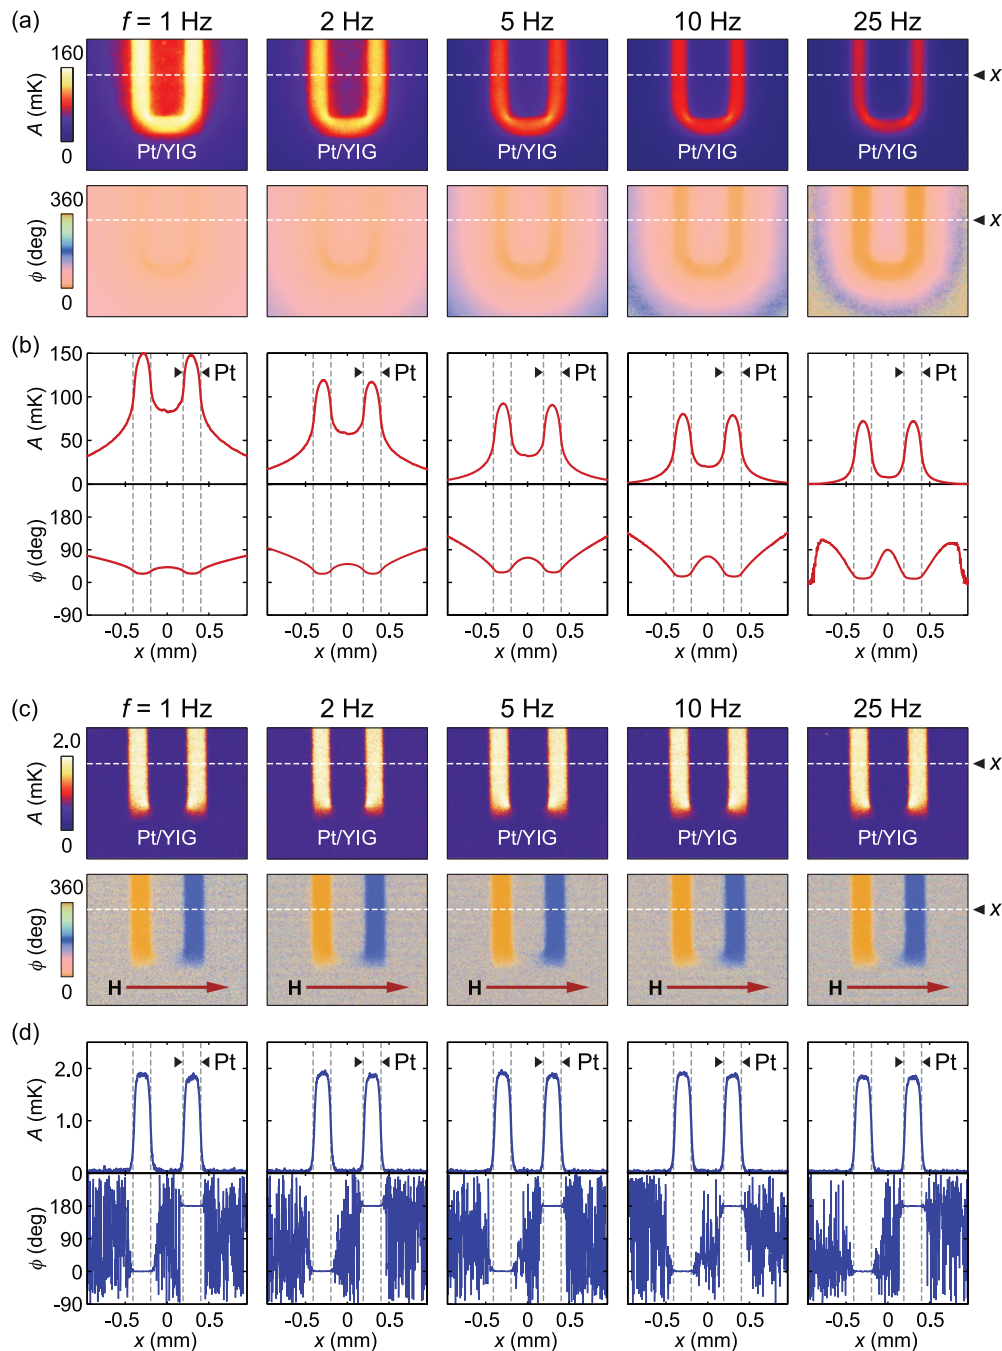 (a) f = 1 Hz 2 Hz 5 Hz 10 Hz 25 Hz
160
A (mK)
0
x
Pt/YIG Pt/YIG Pt/YIG Pt/YIG Pt/YIG
360
ϕ (deg)
0
x
(b)
150
100
50
0
A (mK)
Pt Pt Pt Pt Pt
180
90
0
-90
ϕ (deg)
-0.5 0 0.5 -0.5 0 0.5 -0.5 0 0.5 -0.5 0 0.5 -0.5 0 0.5
x (mm) x (mm) x (mm) x (mm) x (mm)
(c) f = 1 Hz 2 Hz 5 Hz 10 Hz 25 Hz
2.0
A (mK)
0
x
Pt/YIG Pt/YIG Pt/YIG Pt/YIG Pt/YIG
360
ϕ (deg)
0
x
H H H H H
(d)
2.0
1.0
0
A (mK)
Pt Pt Pt Pt Pt
180
90
0
-90
ϕ (deg)
-0.5 0 0.5 -0.5 0 0.5 -0.5 0 0.5 -0.5 0 0.5 -0.5 0 0.5
x (mm) x (mm) x (mm) x (mm) x (mm)